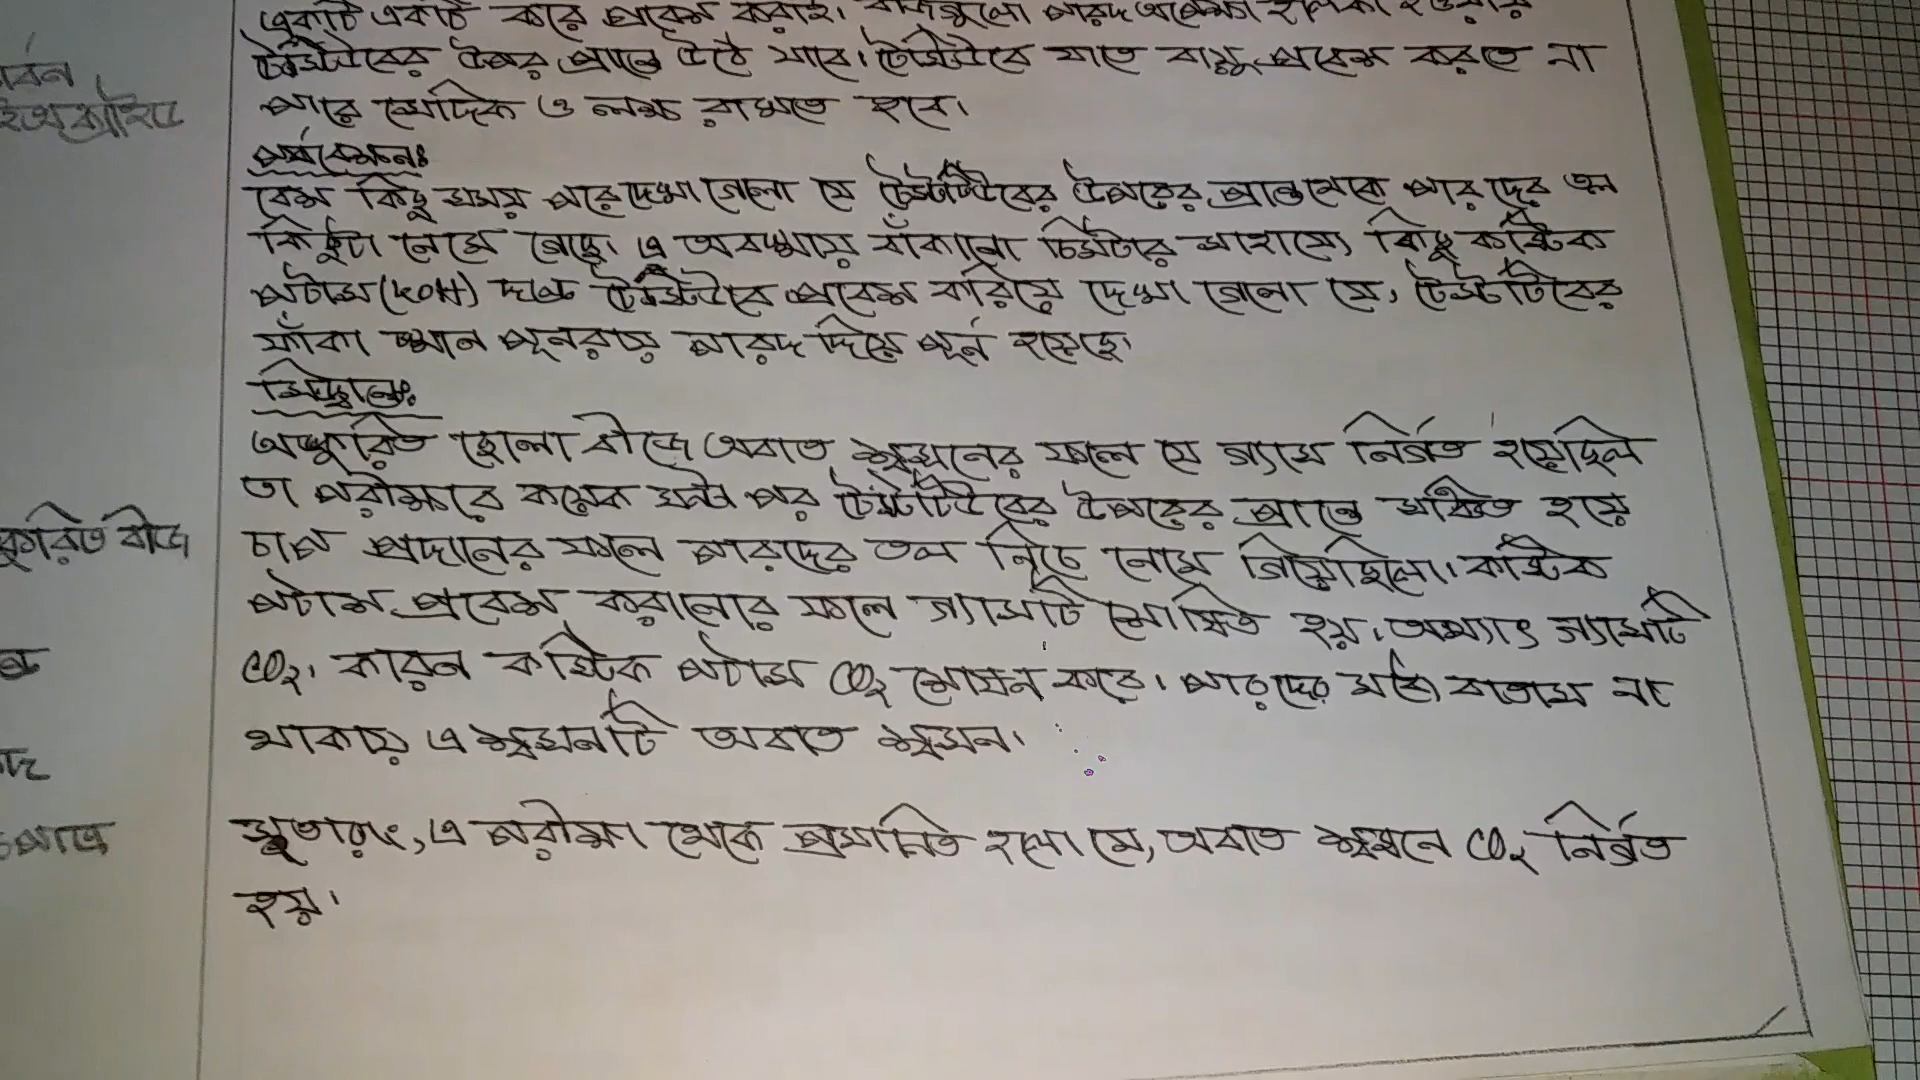 একটি একটি করে প্রবেশ করাই। বীজগুলো পারদ অপেক্ষা হালকা হওয়ায়
টেস্টটিউবের উপর প্রান্তে উঠে যাবে। টেস্টটিউবে যাতে বায়ু প্রবেশ করতে না
পারে সেদিকে ও লক্ষ রাখতে হবে।
পর্যবেক্ষনঃ
বেশ কিছু সময় পরে দেখা গেলো যে টেস্টটিউবের উপরের প্রান্ত থেকে পারদের তল
কিছুটা নেমে গেছে। এ অবস্থায় বাঁকানো চিমটার সাহায্যে কিছু কস্টিক
পটাস (KOH) দন্ড টেস্টটিউবে প্রবেশ করিয়ে দেখা গেলো যে, টেস্টটিউবের
ফাঁকা স্থান পুনরায় পারদ দিয়ে পূর্ন হয়েছে।
সিদ্ধান্তঃ
অঙ্কুরিত ছোলা বীজে অবাত শ্বসনের ফলে যে গ্যাস নির্গত হয়েছিল
তা পরীক্ষার কয়েক ঘন্টা পর টেস্টটিউবের উপরের প্রান্তে সঞ্চিত হয়ে
চাপ প্রদানের ফলে পারদের তল নিচে নেমে গিয়েছিলো। কস্টিক
পটাস প্রবেশ করানোর ফলে গ্যাসটি শোষিত হয়। অর্থ্যাৎ গ্যাসটি
CO₂। কারন কস্টিক পটাস CO₂ শোষন করে। পারদের মধ্যে বাতাস না
থাকায় এ শ্বসনটি অবাত শ্বসন।
সুতারাং, এ পরীক্ষা থেকে প্রমানিত হলো যে, অবাত শ্বসনে CO₂ নির্গত
হয়।
ঙ্কুরিত বীজ